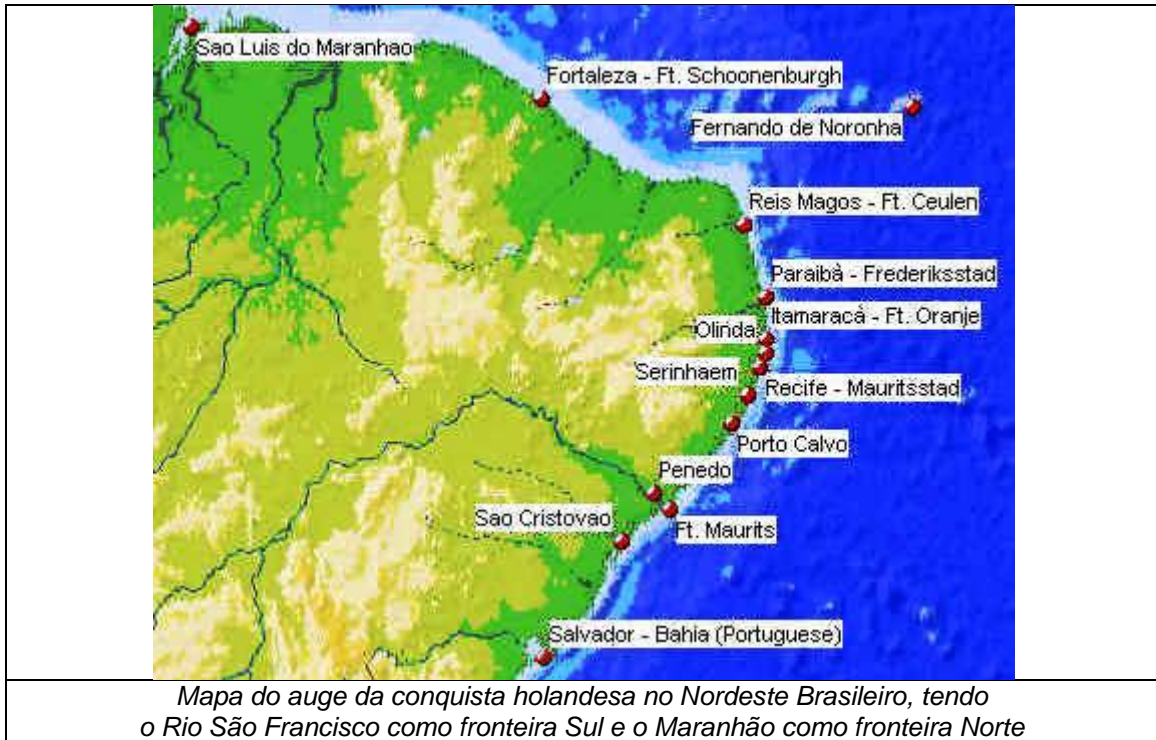 Sao Luis do Maranhao
Fortaleza - Ft. Schoonenburgh
Fernando de Noronha
Reis Magos - Ft. Ceulen
Paraibà - Frederiksstad
Itamaracà - Ft. Oranje
Olinda
Serinhaem
Recife - Mauritsstad
Porto Calvo
Penedo
Sao Cristovao
Ft. Maurits
Salvador - Bahia (Portuguese)
Mapa do auge da conquista holandesa no Nordeste Brasileiro, tendo
o Rio São Francisco como fronteira Sul e o Maranhão como fronteira Norte